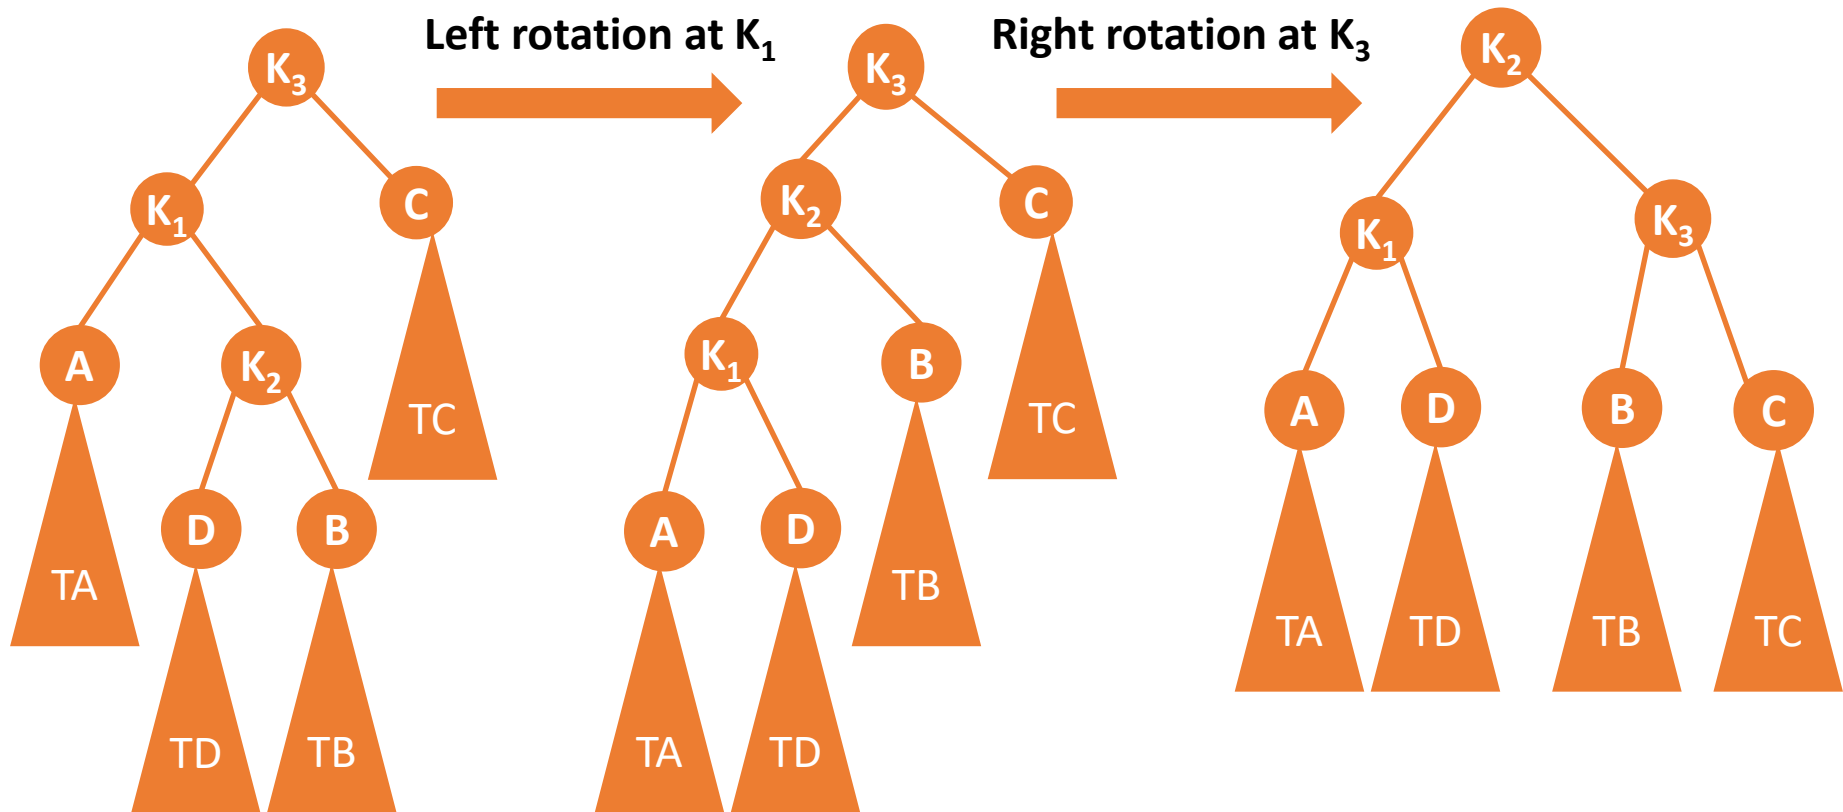 Left rotation at K₁
Right rotation at K₃
K₃
K₁
C
A
K₂
TC
D
B
TA
TD
TB
K₃
K₂
C
K₁
B
TC
A
D
TB
TA
TD
K₂
K₁
K₃
A
D
B
C
TA
TD
TB
TC